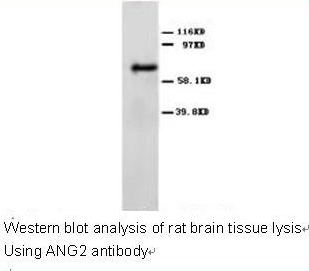 116KD
97KD
58.1KD
39.8KD
Western blot analysis of rat brain tissue lysis
Using ANG2 antibody